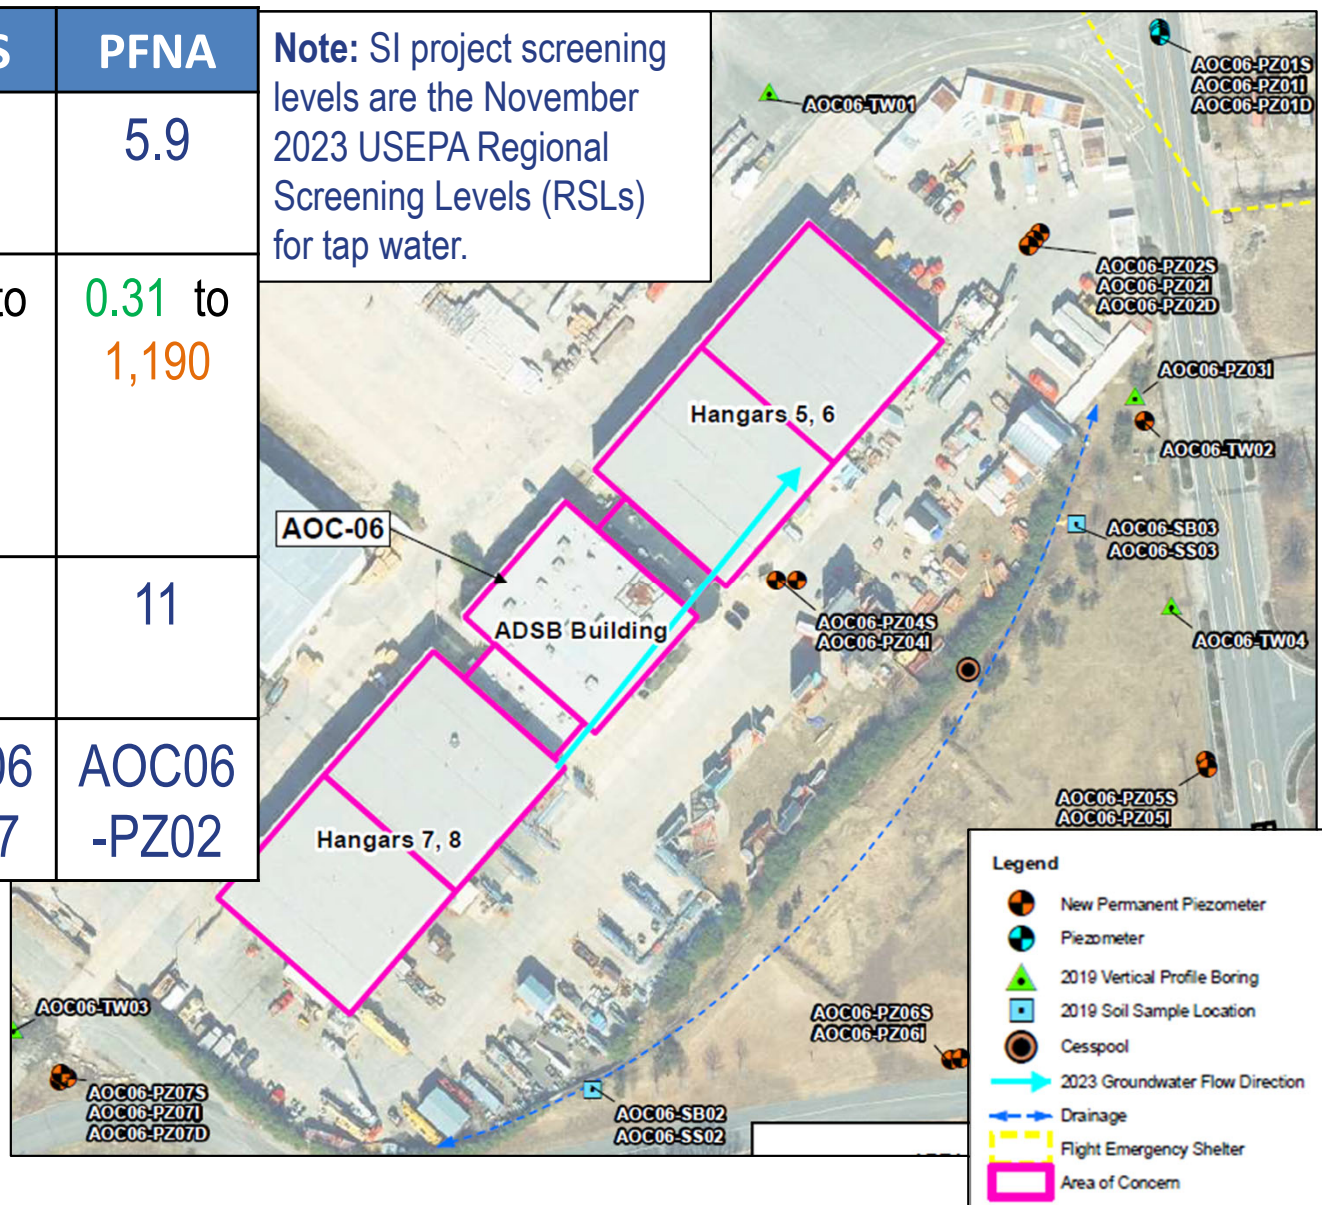 S
PFNA
5.9
to
0.31 to
1,190
11
06
7
AOC06
-PZ02
Note: SI project screening
levels are the November
2023 USEPA Regional
Screening Levels (RSLs)
for tap water.
AOC06-TW01
AOC06-PZ01S
AOC06-PZ01I
AOC06-PZ01D
AOC06-PZ02S
AOC06-PZ02I
AOC06-PZ02D
AOC06-PZ03I
AOC06-TW02
Hangars 5, 6
AOC-06
AOC06-SB03
AOC06-SS03
ADSB Building
AOC06-PZ04S
AOC06-PZ04I
AOC06-TW04
AOC06-PZ05S
AOC06-PZ05I
Hangars 7, 8
AOC06-TW03
AOC06-PZ06S
AOC06-PZ06I
AOC06-PZ07S
AOC06-PZ07I
AOC06-PZ07D
AOC06-SB02
AOC06-SS02
Legend
New Permanent Piezometer
Piezometer
2019 Vertical Profile Boring
2019 Soil Sample Location
Cesspool
2023 Groundwater Flow Direction
Drainage
Flight Emergency Shelter
Area of Concern